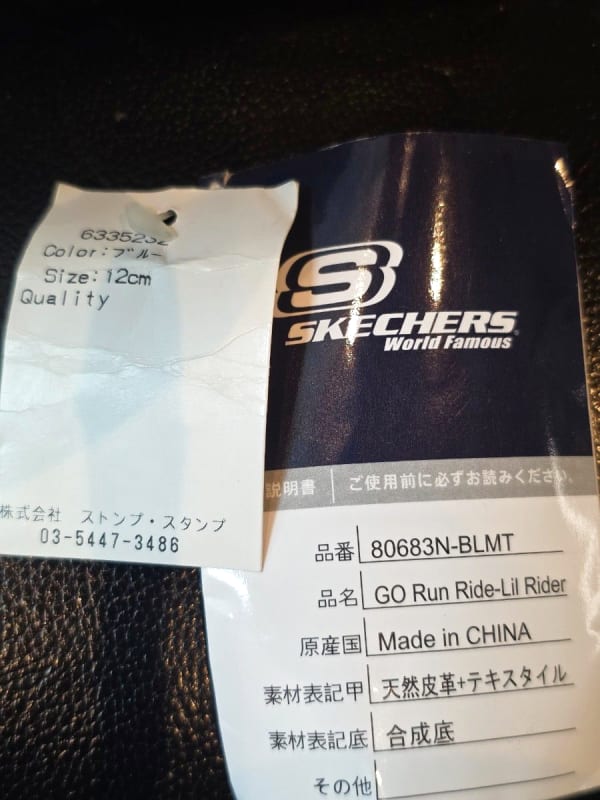 6335232
Color:ブルー
Size:12cm
Quality
株式会社 ストンプ・スタンプ
03-5447-3486
S
SKECHERS
World Famous
説明書 ご使用前に必ずお読みください。
品番 80683N-BLMT
品名 GO Run Ride-Lil Rider
原産国 Made in CHINA
素材表記甲 天然皮革+テキスタイル
素材表記底 合成底
その他